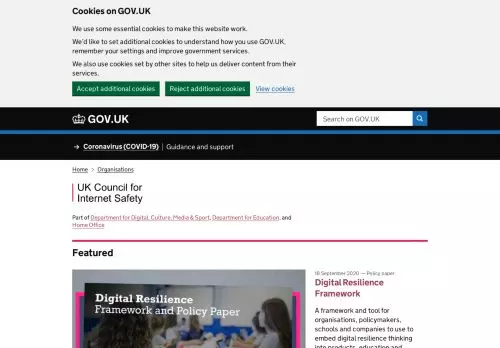 Cookies on GOV.UK
We use some essential cookies to make this website work.
We'd like to set additional cookies to understand how you use GOV.UK,
remember your settings and improve government services.
We also use cookies set by other sites to help us deliver content from their
services.
Accept additional cookies
Reject additional cookies
View cookies
GOV.UK
Search on GOV.UK
→ Coronavirus (COVID-19) | Guidance and support
Home > Organisations
UK Council for
Internet Safety
Part of Department for Digital, Culture, Media & Sport, Department for Education, and
Home Office
Featured
Digital Resilience
Framework and Policy Paper
18 September 2020 — Policy paper
Digital Resilience
Framework
A framework and tool for
organisations, policymakers,
schools and companies to use to
embed digital resilience thinking
into products, education and